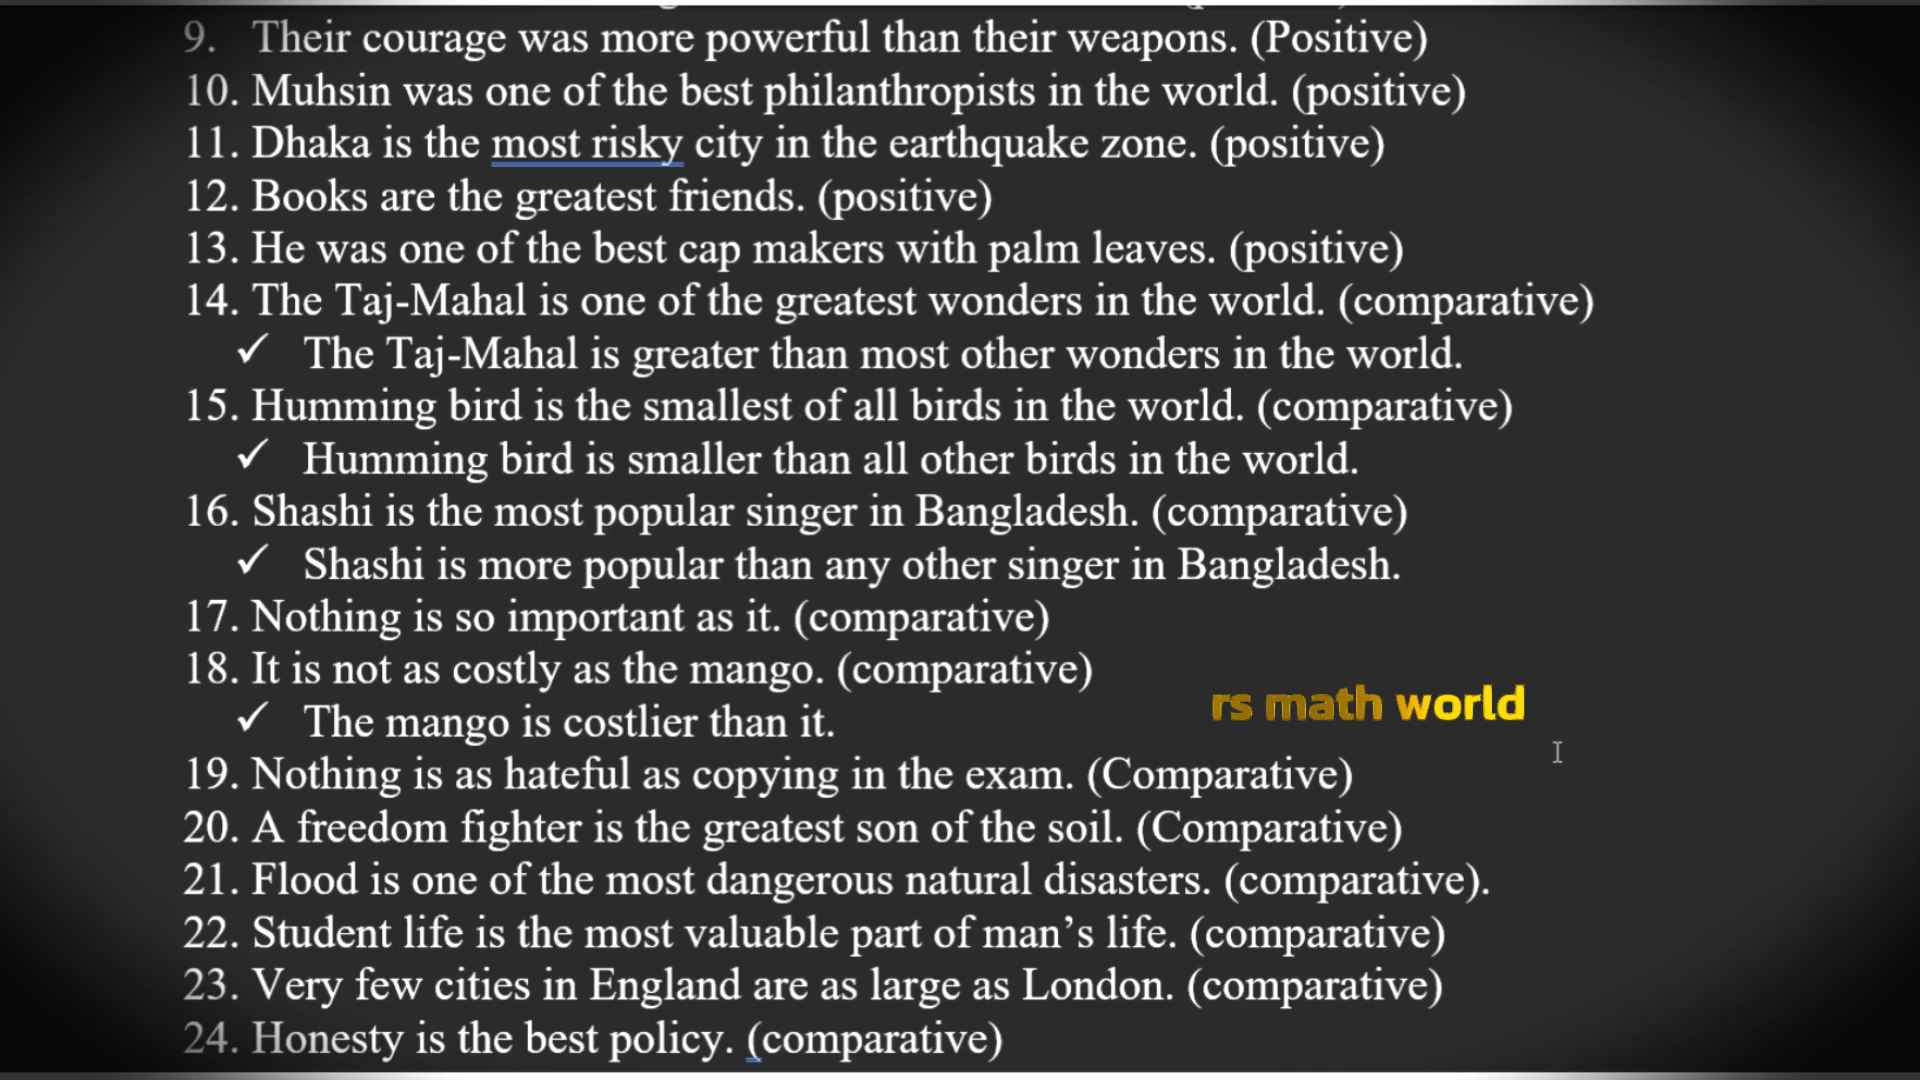 9. Their courage was more powerful than their weapons. (Positive)
10. Muhsin was one of the best philanthropists in the world. (positive)
11. Dhaka is the most risky city in the earthquake zone. (positive)
12. Books are the greatest friends. (positive)
13. He was one of the best cap makers with palm leaves. (positive)
14. The Taj-Mahal is one of the greatest wonders in the world. (comparative)
✓ The Taj-Mahal is greater than most other wonders in the world.
15. Humming bird is the smallest of all birds in the world. (comparative)
✓ Humming bird is smaller than all other birds in the world.
16. Shashi is the most popular singer in Bangladesh. (comparative)
✓ Shashi is more popular than any other singer in Bangladesh.
17. Nothing is so important as it. (comparative)
18. It is not as costly as the mango. (comparative)
rs math world
✓ The mango is costlier than it.
19. Nothing is as hateful as copying in the exam. (Comparative)
20. A freedom fighter is the greatest son of the soil. (Comparative)
21. Flood is one of the most dangerous natural disasters. (comparative).
22. Student life is the most valuable part of man’s life. (comparative)
23. Very few cities in England are as large as London. (comparative)
24. Honesty is the best policy. (comparative)